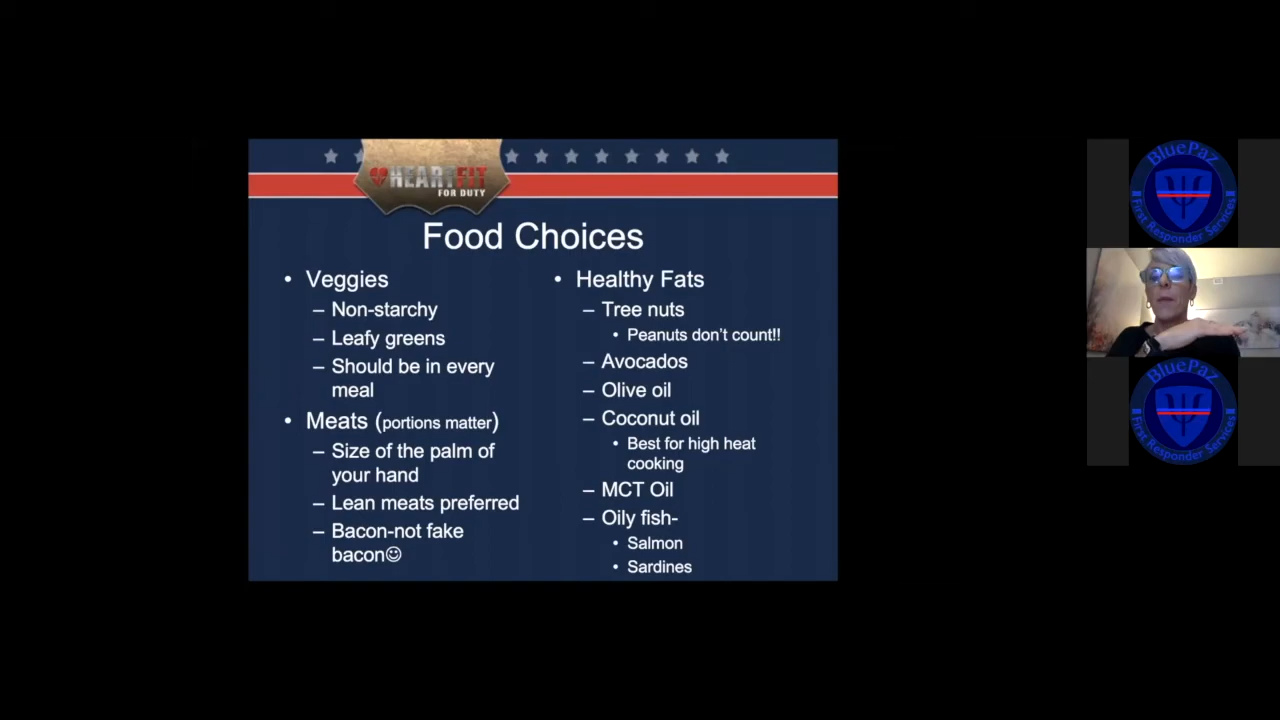 HEARTFIT
FOR DUTY
Food Choices
• Veggies
– Non-starchy
– Leafy greens
– Should be in every
meal
• Meats (portions matter)
– Size of the palm of
your hand
– Lean meats preferred
– Bacon-not fake
bacon☺
• Healthy Fats
– Tree nuts
• Peanuts don’t count!!
– Avocados
– Olive oil
– Coconut oil
• Best for high heat
cooking
– MCT Oil
– Oily fish-
• Salmon
• Sardines
BluePaz
First Responder Services
BluePaz
First Responder Services